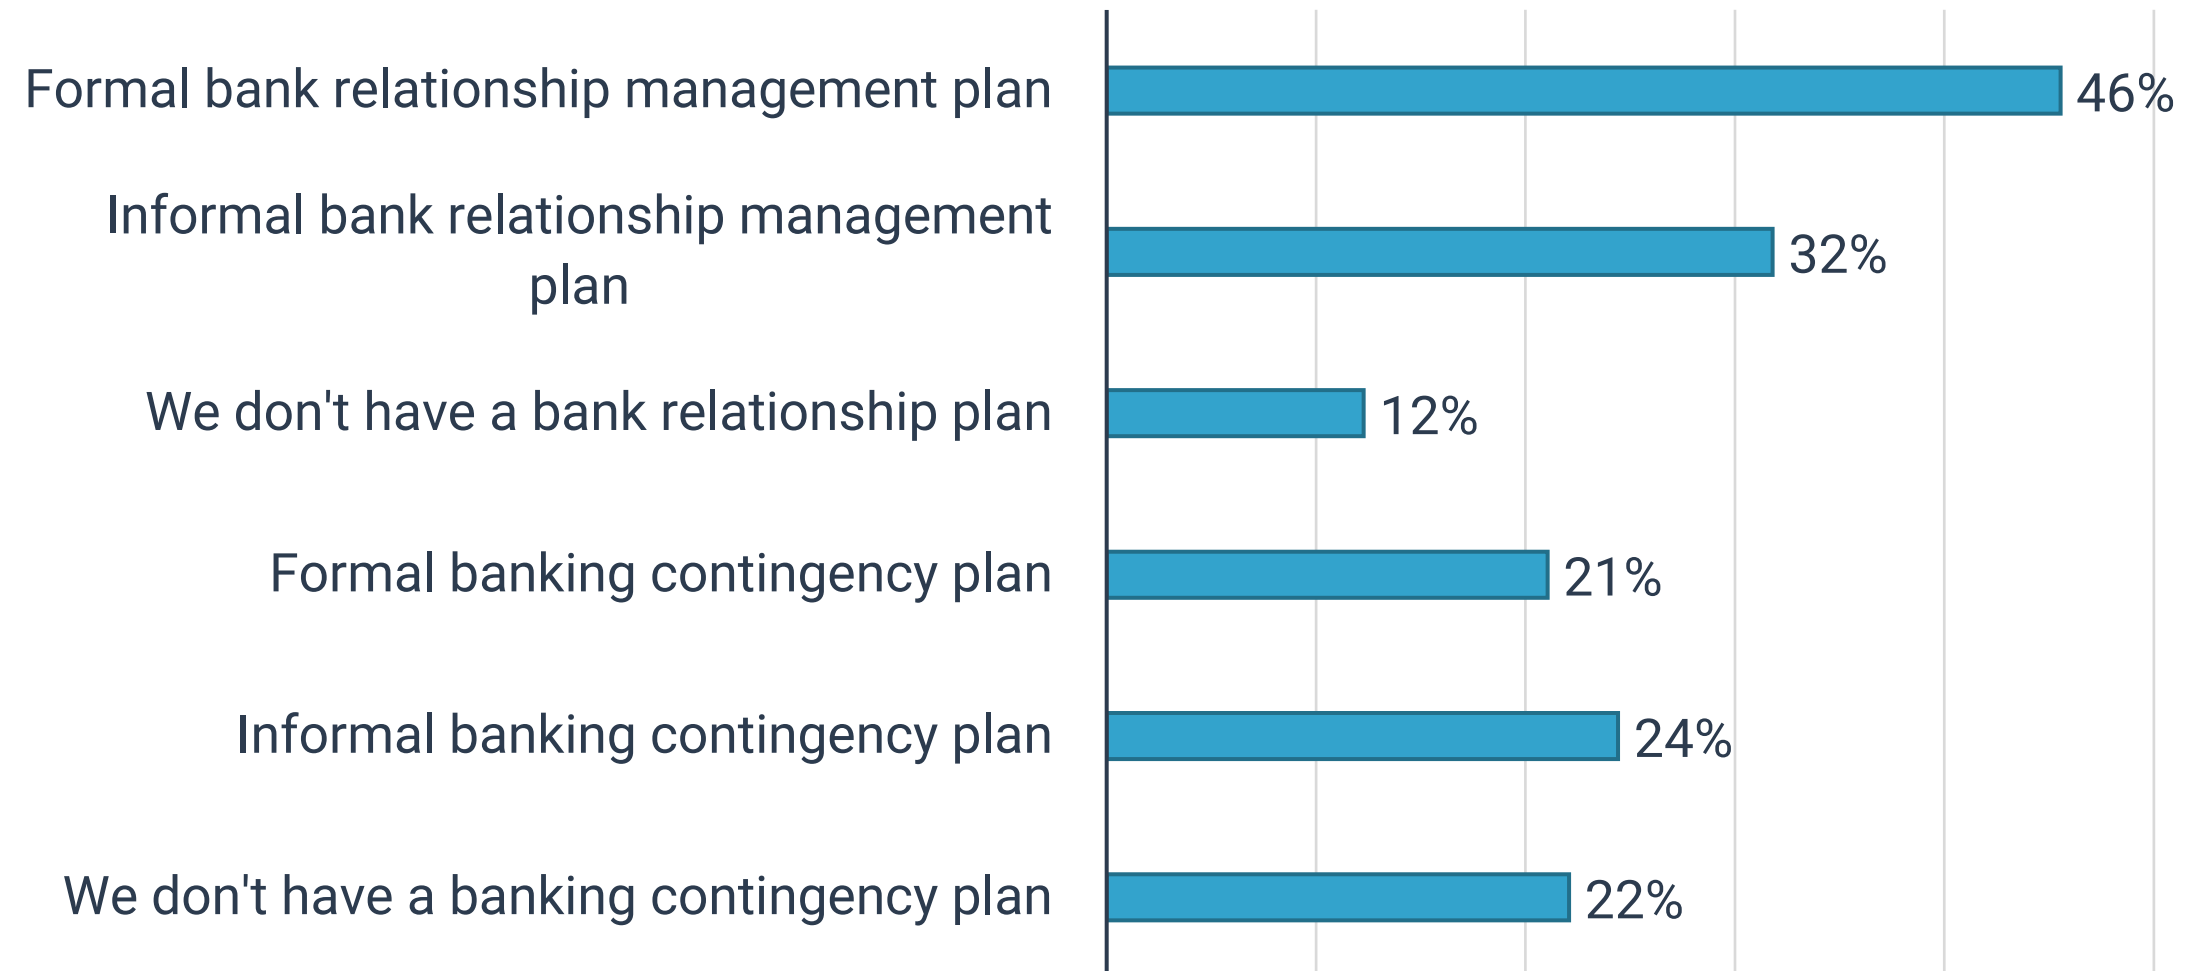 Formal bank relationship management plan
46%
Informal bank relationship management
plan
32%
We don't have a bank relationship plan
12%
Formal banking contingency plan
21%
Informal banking contingency plan
24%
We don't have a banking contingency plan
22%